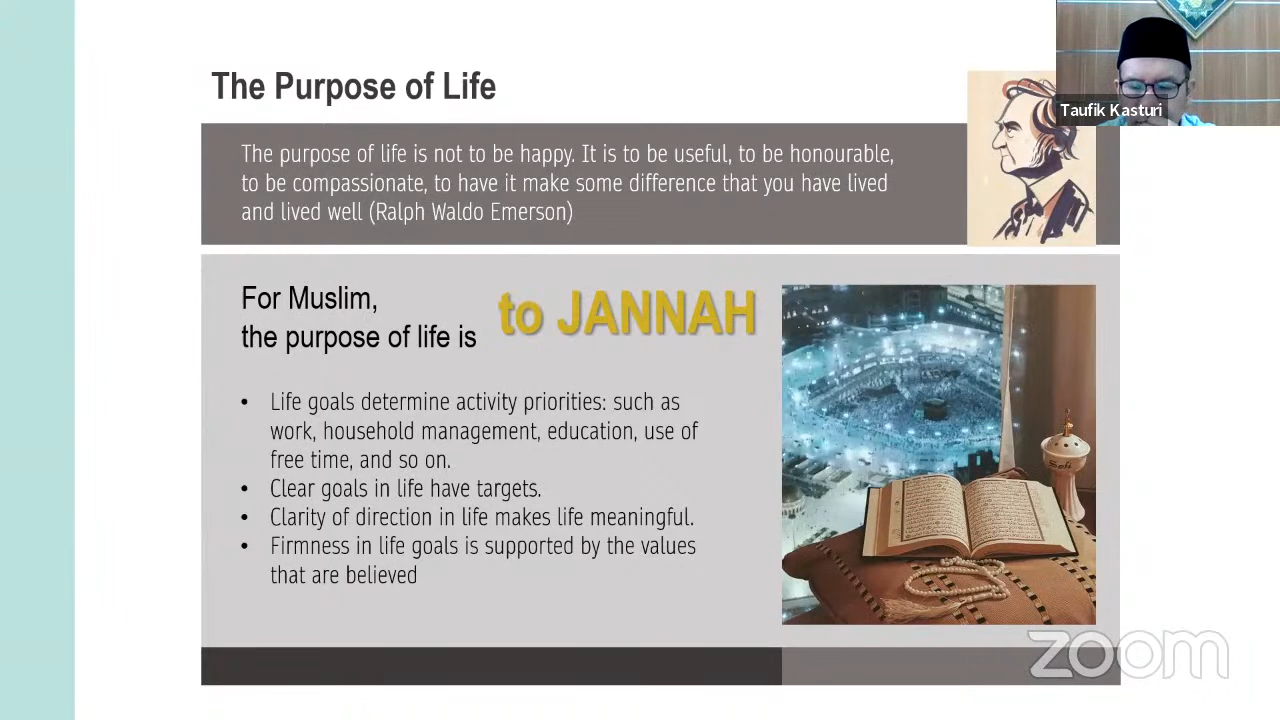 The Purpose of Life
Taufik Kasturi
The purpose of life is not to be happy. It is to be useful, to be honourable,
to be compassionate, to have it make some difference that you have lived
and lived well (Ralph Waldo Emerson)
For Muslim,
the purpose of life is
to JANNAH
• Life goals determine activity priorities: such as
work, household management, education, use of
free time, and so on.
• Clear goals in life have targets.
• Clarity of direction in life makes life meaningful.
• Firmness in life goals is supported by the values
that are believed
zoom